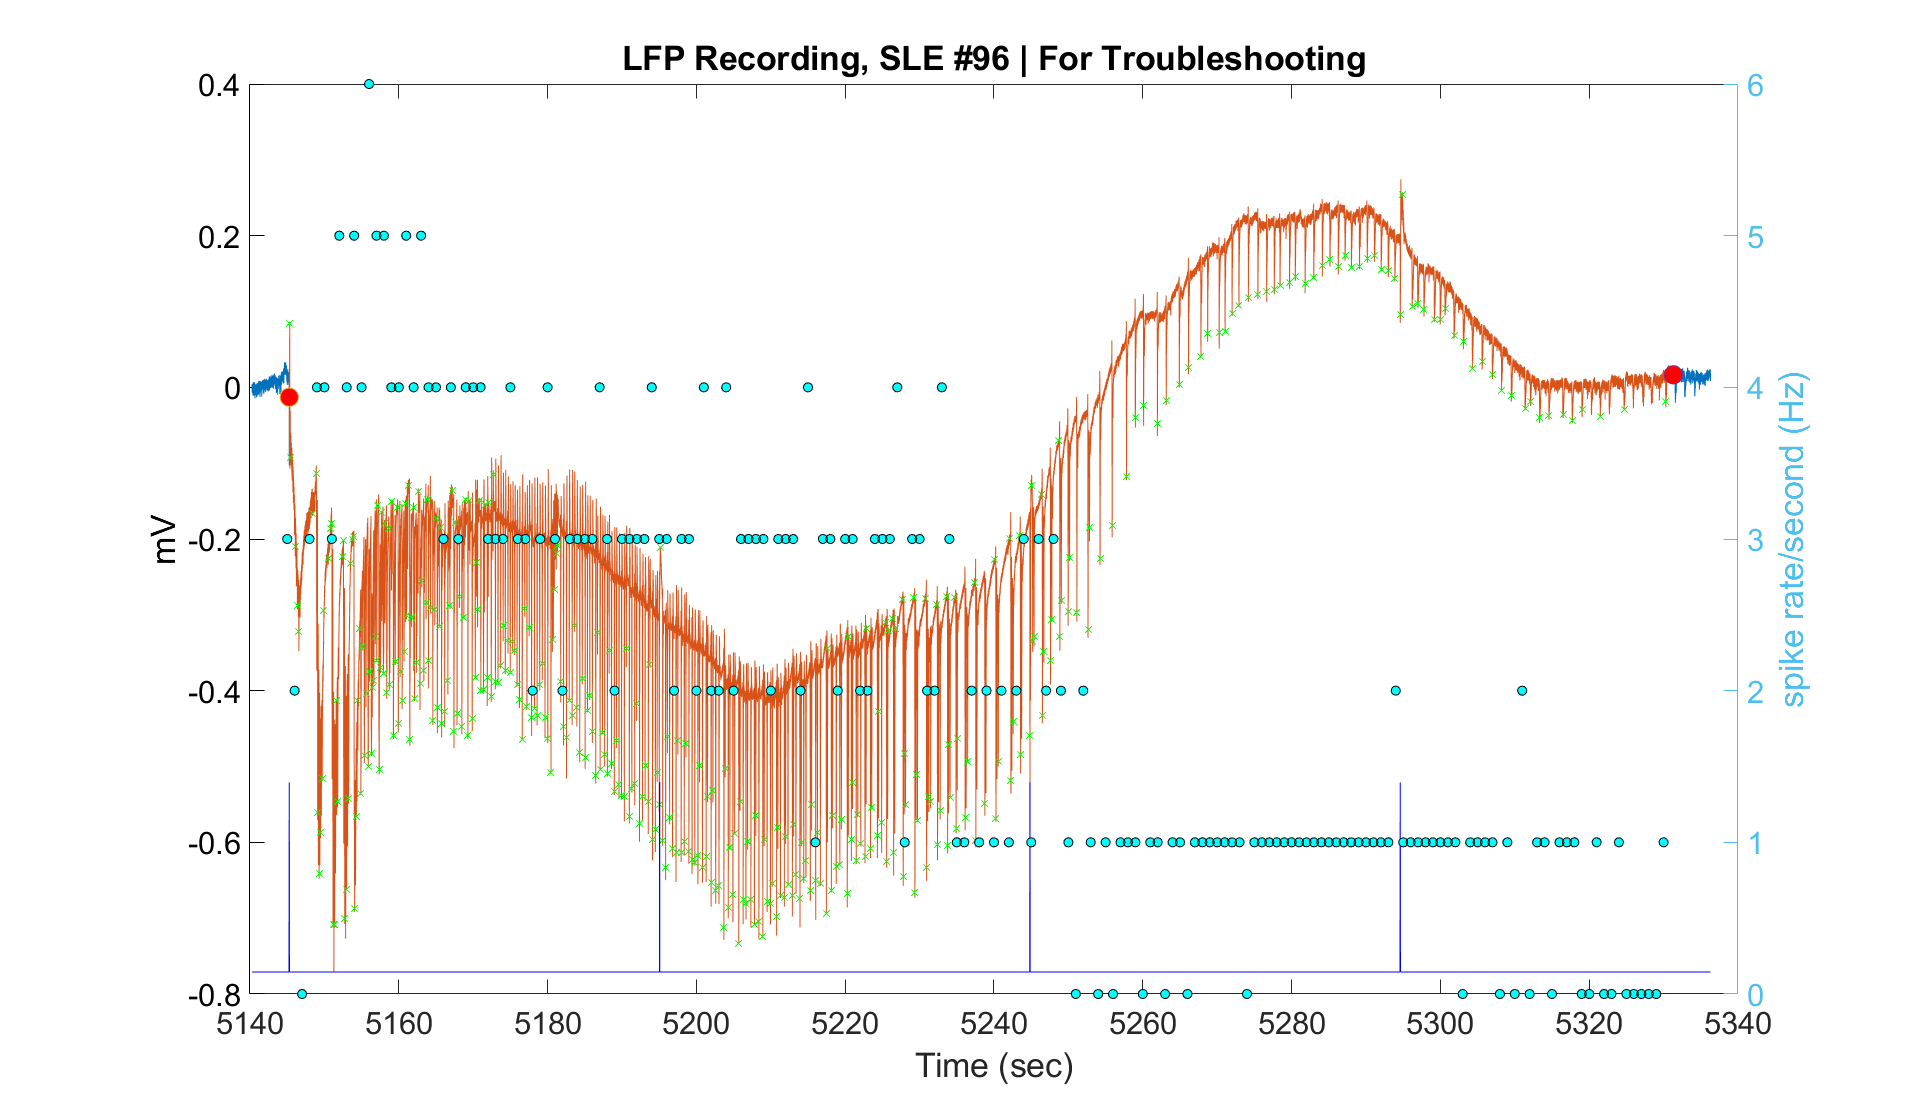 LFP Recording, SLE #96 | For Troubleshooting
0.4
0.2
0
-0.2
-0.4
-0.6
-0.8
mV
6
5
4
3
2
1
0
spike rate/second (Hz)
5140 5160 5180 5200 5220 5240 5260 5280 5300 5320 5340
Time (sec)